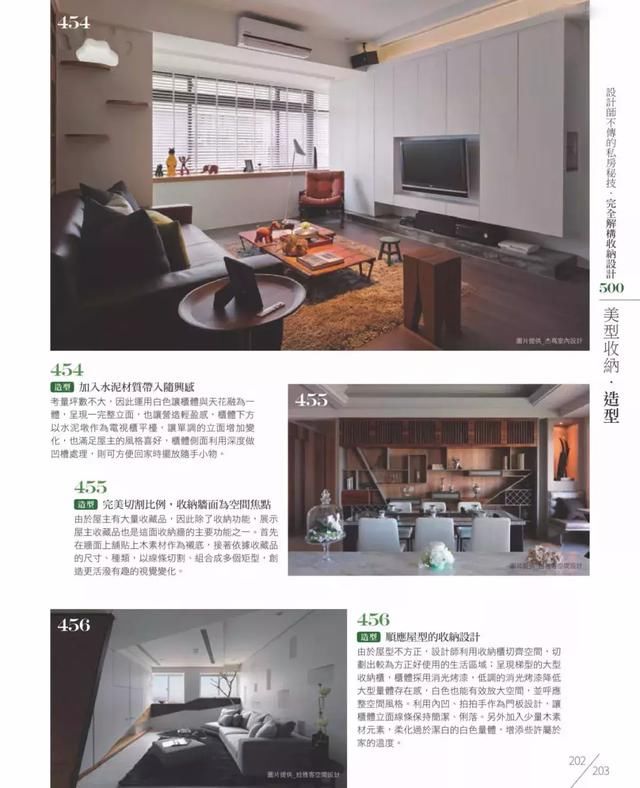 454
圖片提供_杰瑪室內設計
設計師不傳的私房秘技．完全解構收納設計
500
美型收納．造型
454
造型 加入水泥材質帶入隨興感
考量坪數不大，因此運用白色讓櫃體與天花融為一
體，呈現一完整立面，也讓營造輕盈感，櫃體下方
以水泥墩作為電視櫃平檯，讓單調的立面增加變
化，也滿足屋主的風格喜好，櫃體側面利用深度做
凹槽處理，則可方便回家時擺放隨手小物。
455
圖片提供_拾雅客空間設計
455
造型 完美切割比例，收納牆面為空間焦點
由於屋主有大量收藏品，因此除了收納功能，展示
屋主收藏品也是這面收納牆的主要功能之一。首先
在牆面上舖貼上木素材作為襯底，接著依據收藏品
的尺寸、種類，以線條切割、組合成多個矩型，創
造更活潑有趣的視覺變化。
456
圖片提供_拾雅客空間設計
456
造型 順應屋型的收納設計
由於屋型不方正，設計師利用收納櫃切齊空間，切
劃出較為方正好使用的生活區域；呈現梯型的大型
收納櫃，櫃體採用消光烤漆，低調的消光烤漆降低
大型量體存在感，白色也能有效放大空間，並呼應
整空間風格。利用內凹、拍拍手作為門板設計，讓
櫃體立面線條保持簡潔、俐落。另外加入少量木素
材元素，柔化過於潔白的白色量體，增添些許屬於
家的溫度。
202
203